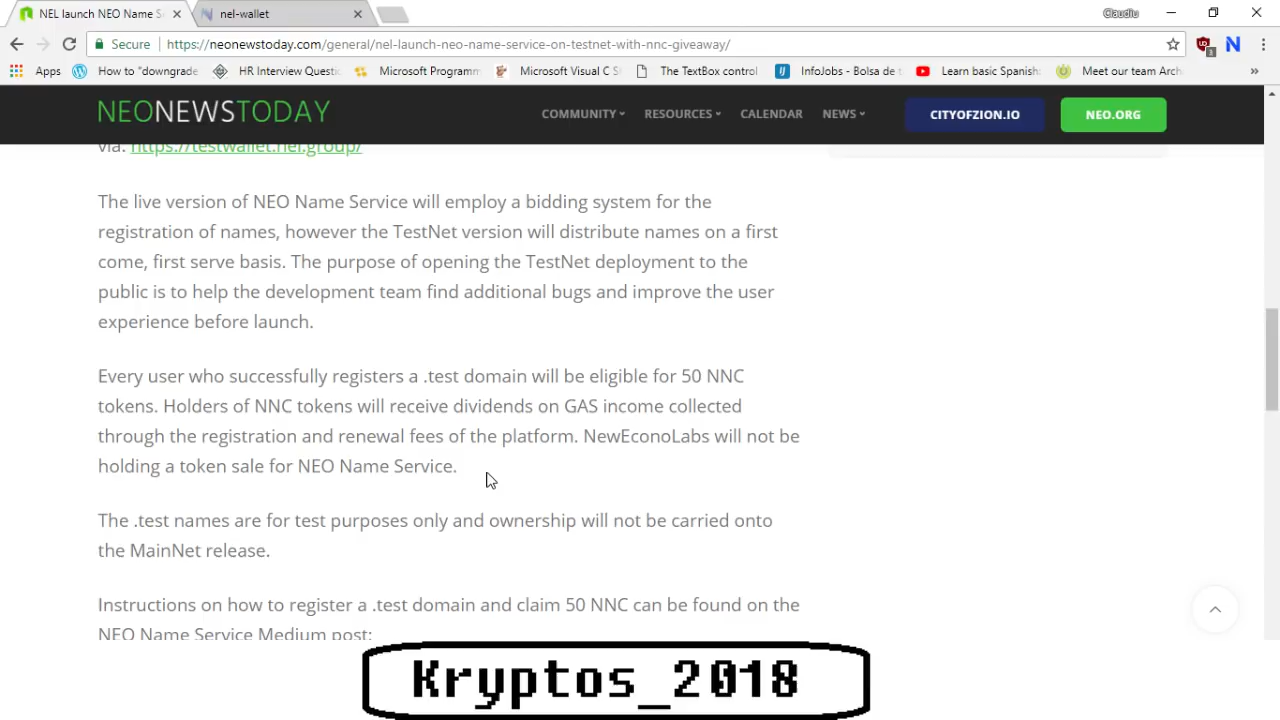 NEL launch NEO Name S
nel-wallet
Claudiu
Secure
https://neonewstoday.com/general/nel-launch-neo-name-service-on-testnet-with-nnc-giveaway/
Apps
How to "downgrade
HR Interview Questi
Microsoft Programm
Microsoft Visual C S
The TextBox control
InfoJobs - Bolsa de t
Learn basic Spanish
Meet our team Arch
NEONEWSTODAY
COMMUNITY
RESOURCES
CALENDAR
NEWS
CITYOFZION.IO
NEO.ORG
via: https://testwallet.nel.group/
The live version of NEO Name Service will employ a bidding system for the
registration of names, however the TestNet version will distribute names on a first
come, first serve basis. The purpose of opening the TestNet deployment to the
public is to help the development team find additional bugs and improve the user
experience before launch.
Every user who successfully registers a .test domain will be eligible for 50 NNC
tokens. Holders of NNC tokens will receive dividends on GAS income collected
through the registration and renewal fees of the platform. NewEconoLabs will not be
holding a token sale for NEO Name Service.
The .test names are for test purposes only and ownership will not be carried onto
the MainNet release.
Instructions on how to register a .test domain and claim 50 NNC can be found on the
NEO Name Service Medium post:
Kryptos_2018